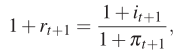 1 + r_{t+1} = \frac{1 + i_{t+1}}{1 + \pi_{t+1}},